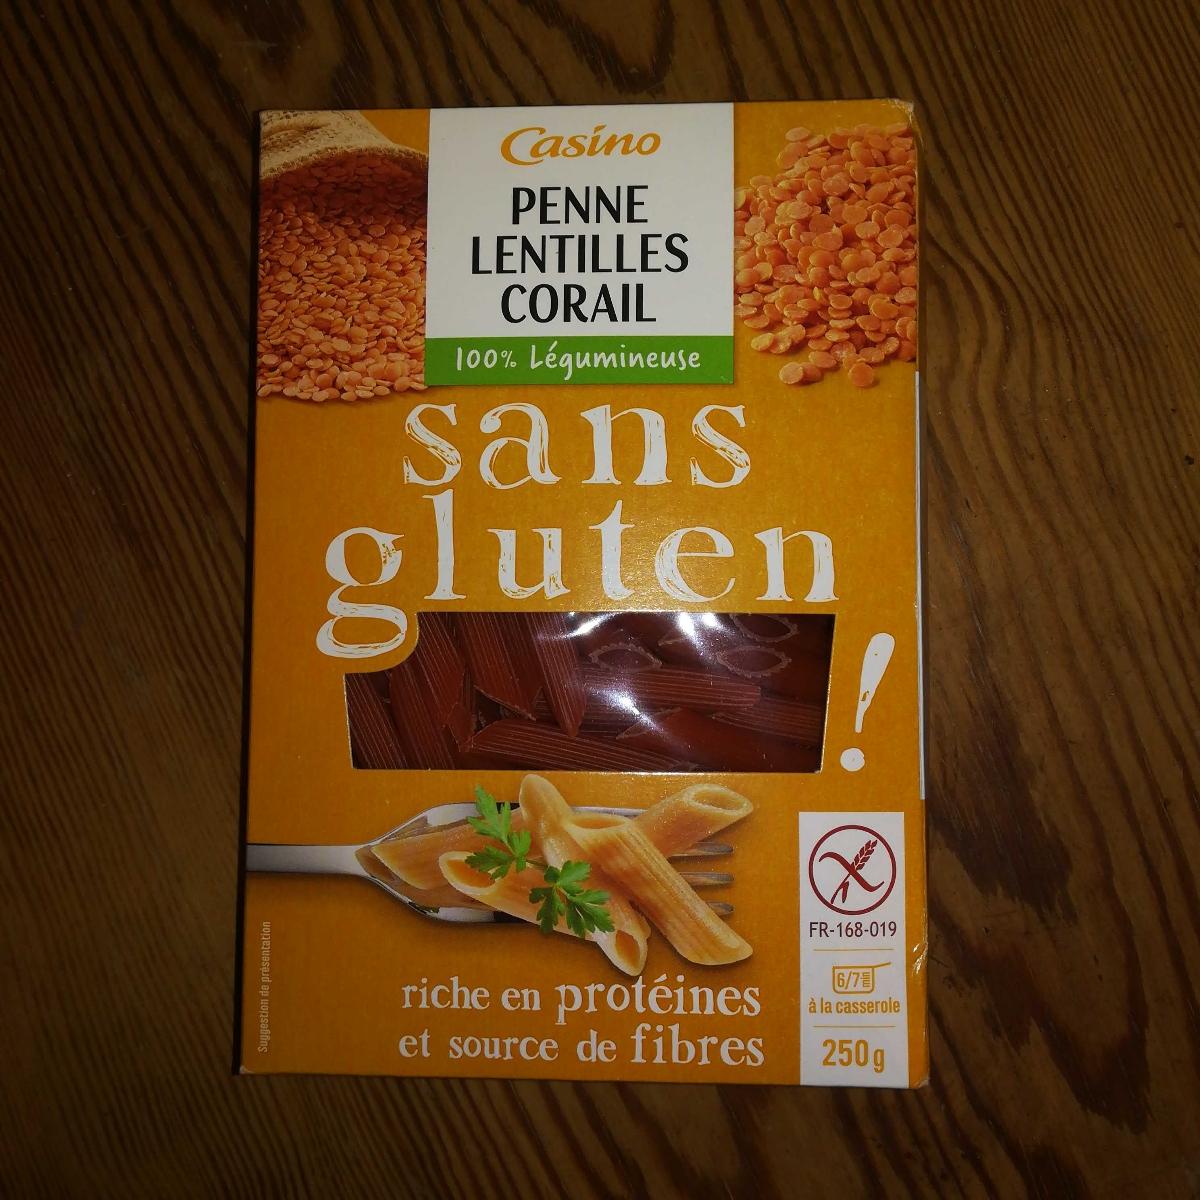 Casino
PENNE
LENTILLES
CORAIL
100% Légumineuse
sans
gluten
!
FR-168-019
6/7 min
à la casserole
250g
riche en protéines
et source de fibres
Suggestion de présentation